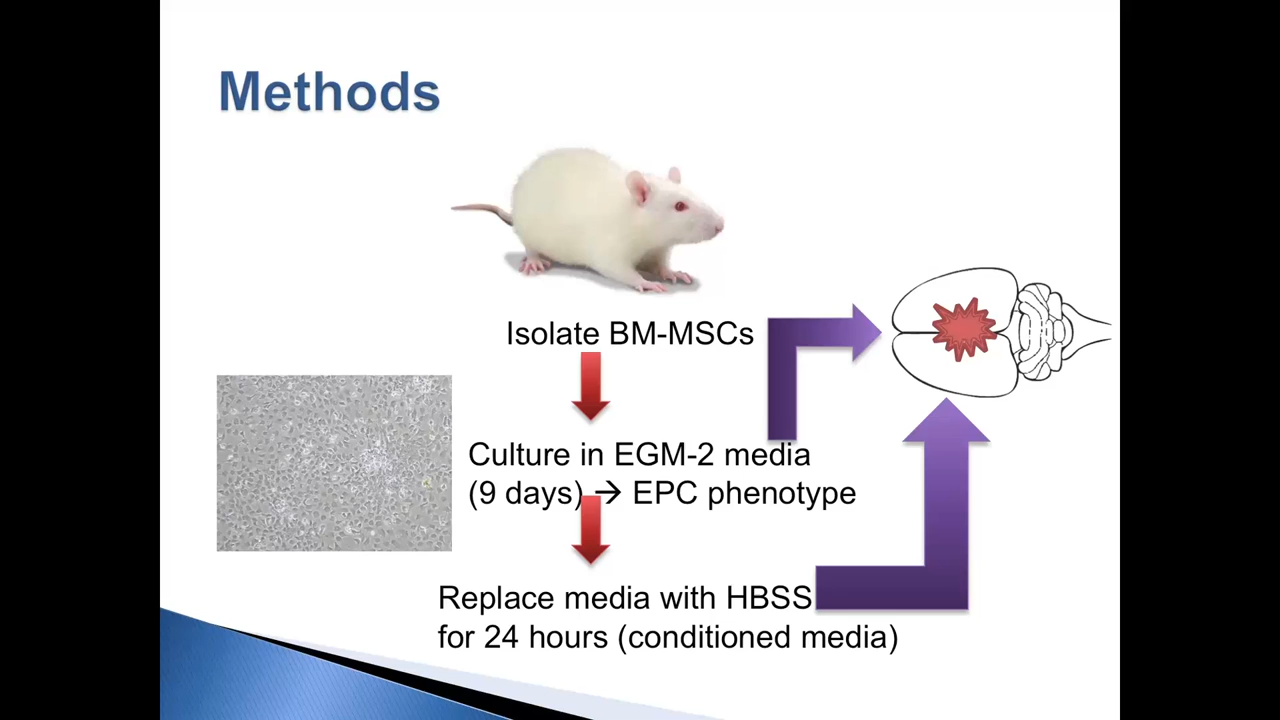 Methods
Isolate BM-MSCs
Culture in EGM-2 media
(9 days) → EPC phenotype
Replace media with HBSS
for 24 hours (conditioned media)